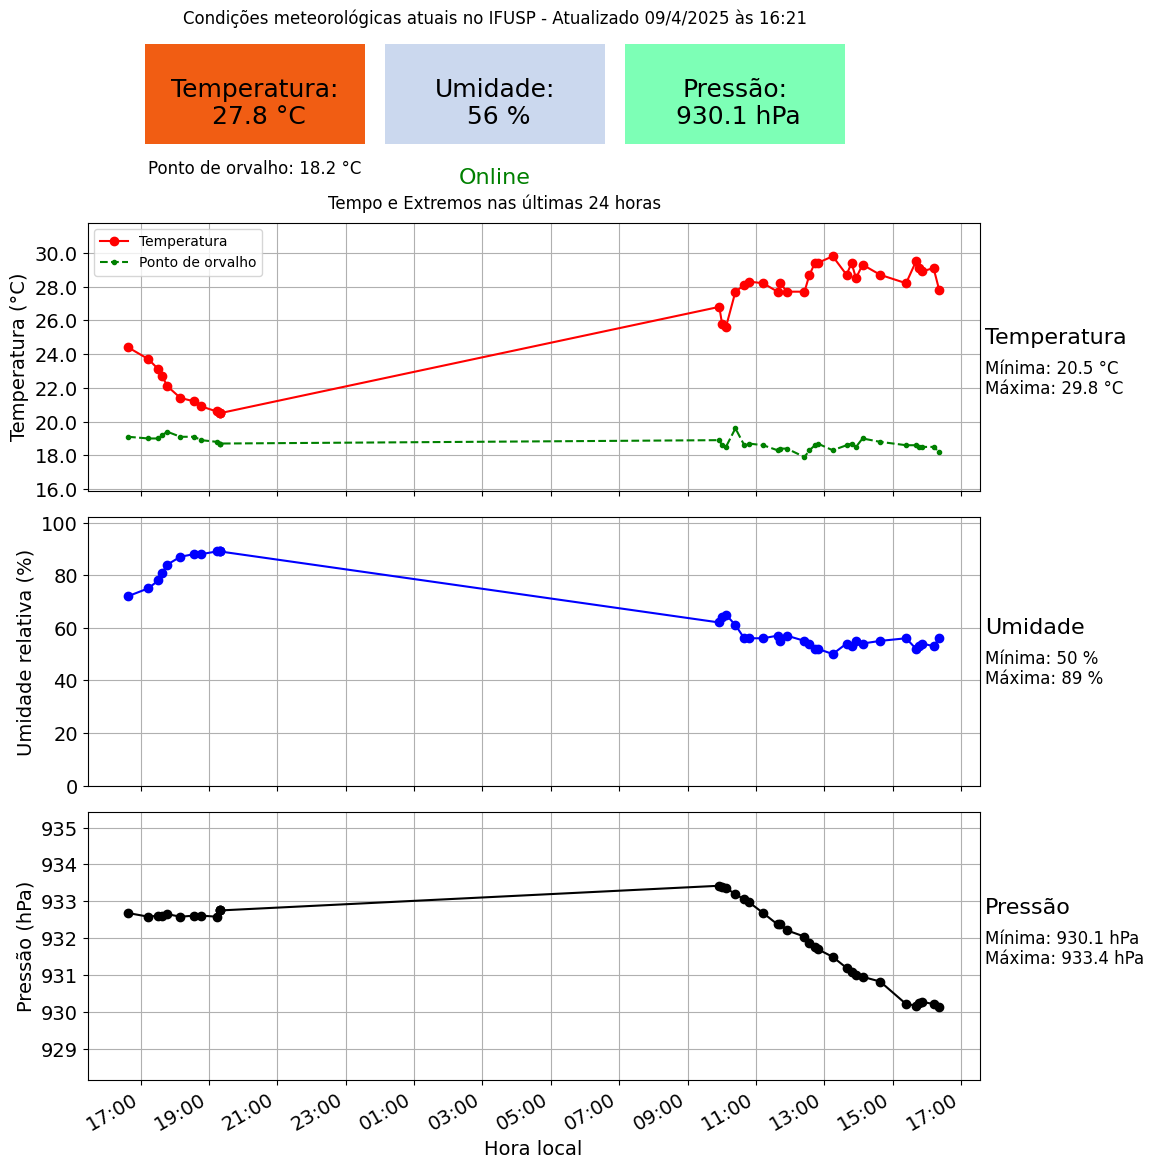 Condições meteorológicas atuais no IFUSP - Atualizado 09/4/2025 às 16:21
Temperatura:
27.8 °C
Umidade:
56 %
Pressão:
930.1 hPa
Ponto de orvalho: 18.2 °C
Online
Tempo e Extremos nas últimas 24 horas
Temperatura
Ponto de orvalho
Temperatura (°C)
30.0
28.0
26.0
24.0
22.0
20.0
18.0
16.0
Temperatura
Mínima: 20.5 °C
Máxima: 29.8 °C
Umidade relativa (%)
100
80
60
40
20
0
Umidade
Mínima: 50 %
Máxima: 89 %
Pressão (hPa)
935
934
933
932
931
930
929
Pressão
Mínima: 930.1 hPa
Máxima: 933.4 hPa
17:00
19:00
21:00
23:00
01:00
03:00
05:00
07:00
09:00
11:00
13:00
15:00
17:00
Hora local